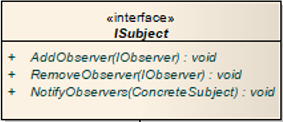 «interface»
ISubject
+ AddObserver(IObserver) : void
+ RemoveObserver(IObserver) : void
+ NotifyObservers(ConcreteSubject) : void